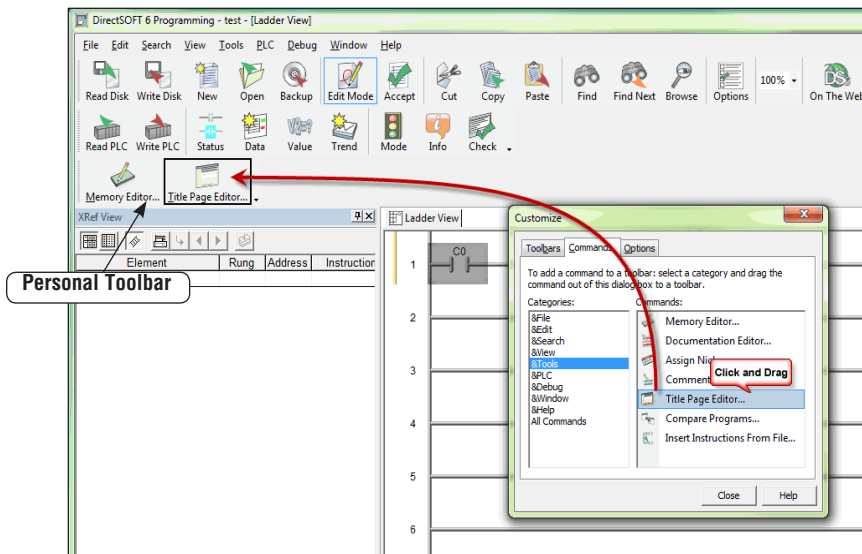 DirectSOFT 6 Programming - test - [Ladder View]
File Edit Search View Tools PLC Debug Window Help
Read Disk Write Disk New Open Backup Edit Mode Accept Cut Copy Paste Find Find Next Browse Options 100% On The Web
Read PLC Write PLC Status Data Value Trend Mode Info Check
Memory Editor... Title Page Editor...
XRef View
Element Rung Address Instruction
Personal Toolbar
Ladder View
C0
1
2
3
4
5
6
Customize
Toolbars Commands Options
To add a command to a toolbar: select a category and drag the
command out of this dialog box to a toolbar.
Categories:
&File
&Edit
&Search
&View
&Tools
&PLC
&Debug
&Window
&Help
All Commands
Commands:
Memory Editor...
Documentation Editor...
Assign
Comment
Click and Drag
Title Page Editor...
Compare Programs...
Insert Instructions From File...
Close Help